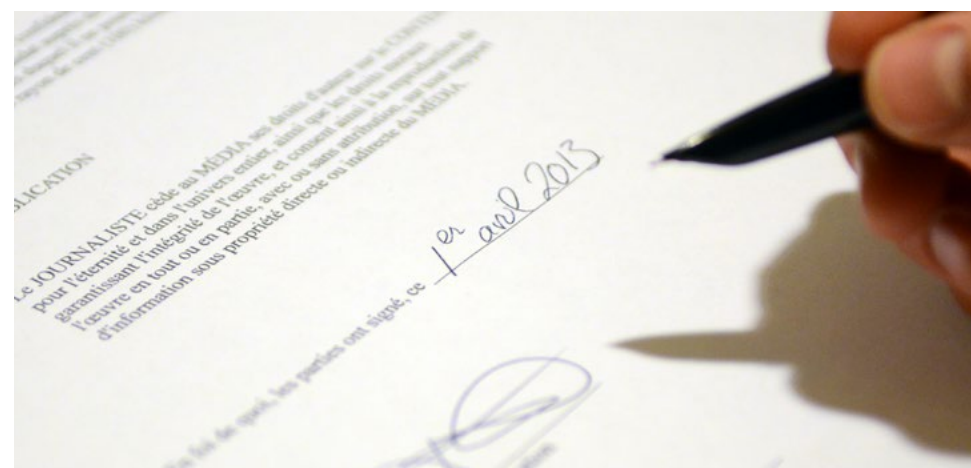 BLICATION
Le JOURNALISTE cède au MÉDIA ses droits d'auteur sur le
pour l'éternité et dans l'univers entier, ainsi que les droits moraux
garantissant l'intégrité de l'œuvre, et consent ainsi à la reproduction de
l'œuvre en tout ou en partie, avec ou sans attribution, sur tout support
d'information sous propriété directe ou indirecte du MÉDIA.
foi de quoi, les parties ont signé, ce 1er avril 2013